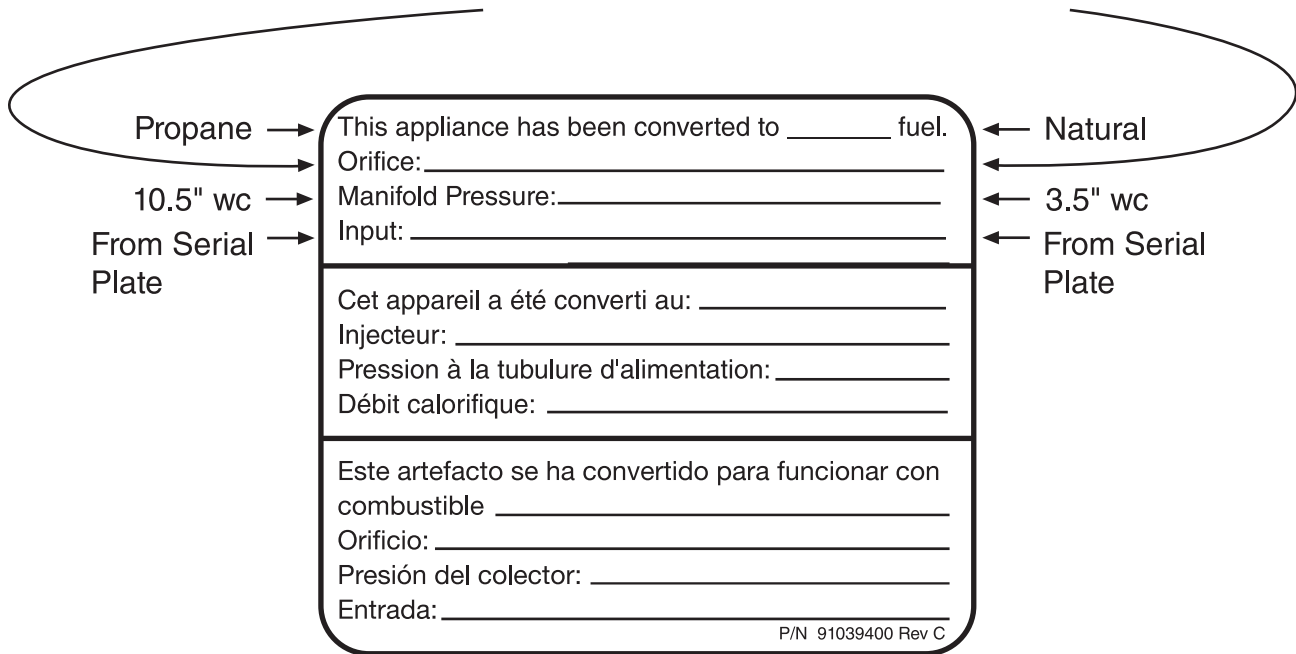 Propane
This appliance has been converted to _______ fuel.
Natural
Orifice:
10.5" wc
Manifold Pressure:
3.5" wc
From Serial
Plate
Input:
From Serial
Plate
Cet appareil a été converti au:
Injecteur:
Pression à la tubulure d'alimentation:
Débit calorifique:
Este artefacto se ha convertido para funcionar con
combustible
Orificio:
Presión del colector:
Entrada:
P/N 91039400 Rev C